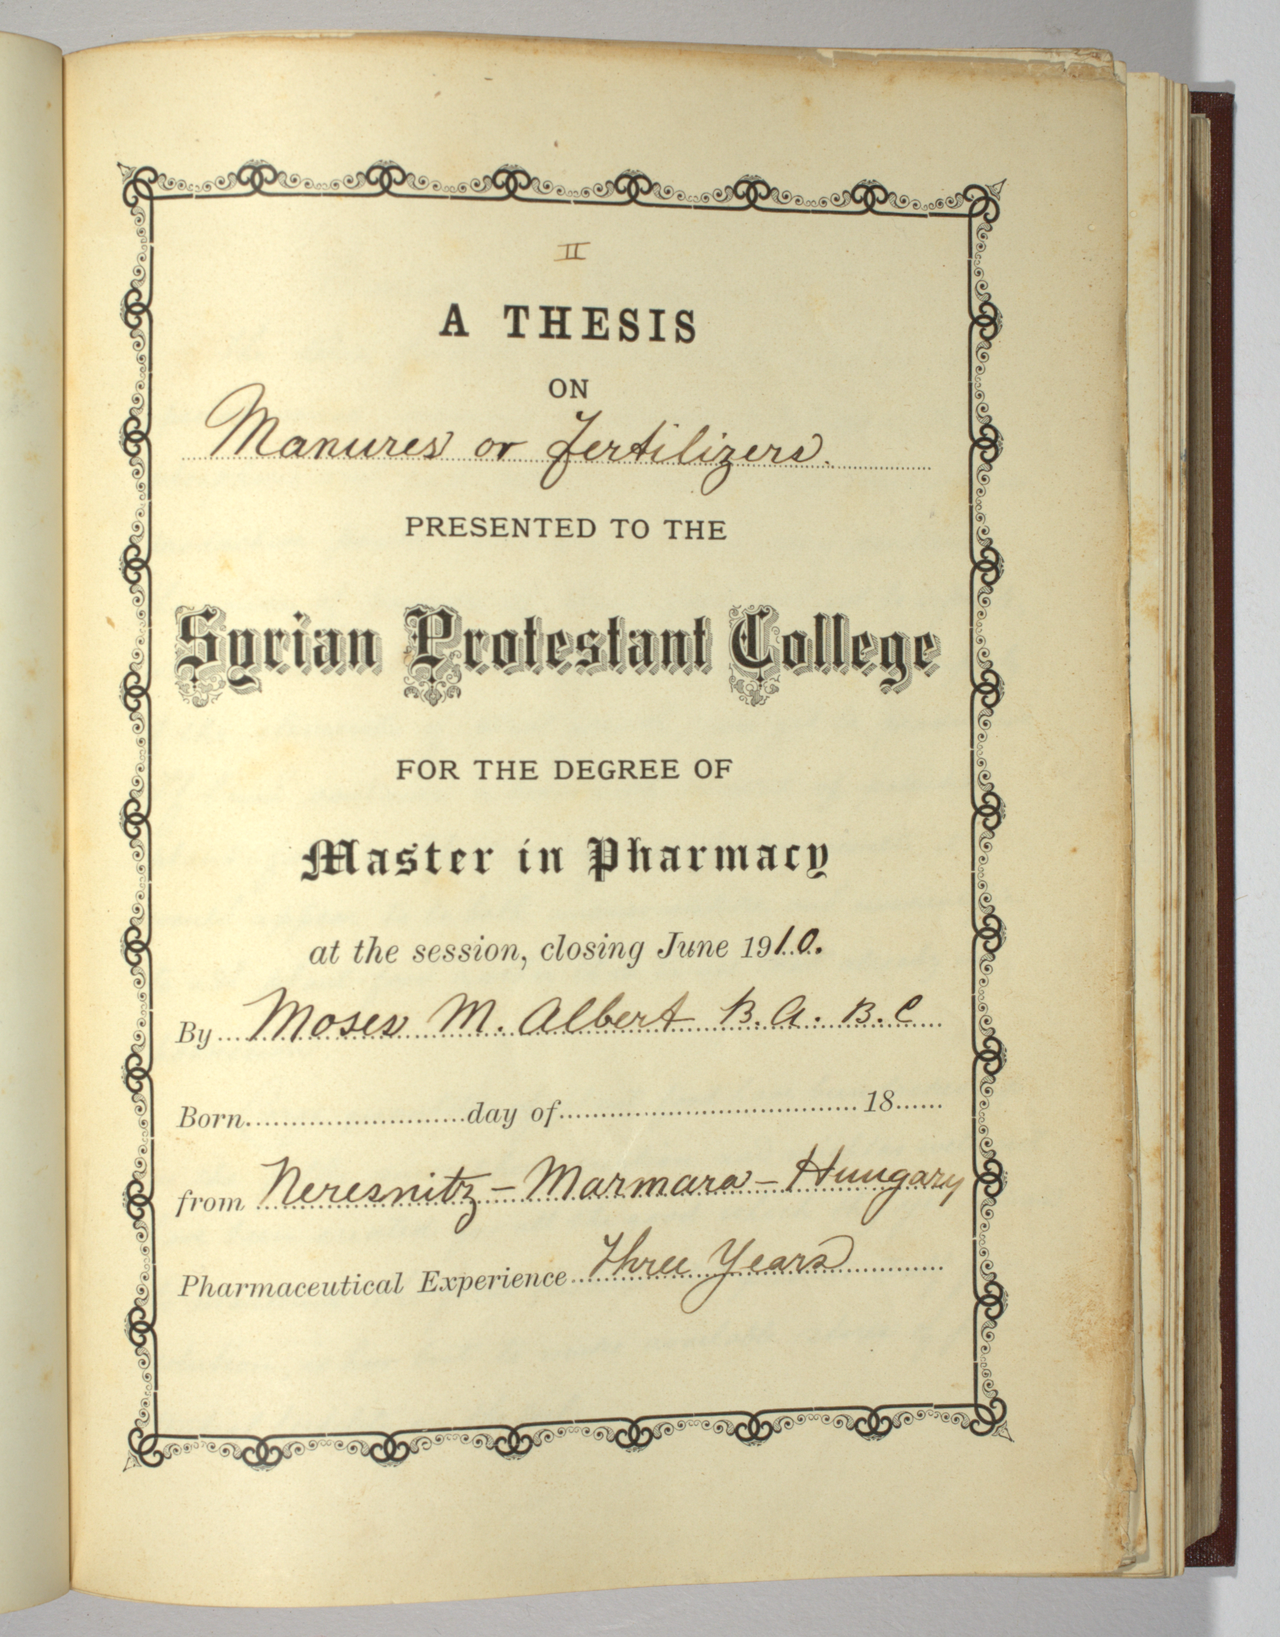 II
A THESIS
ON
Manures or Fertilizers.
PRESENTED TO THE
Syrian Protestant College
FOR THE DEGREE OF
Master in Pharmacy
at the session, closing June 1910.
By Moses M. Albert B.A. B.C
Born day of 18
from Neresnitz - Marmara - Hungary
Pharmaceutical Experience Three Years